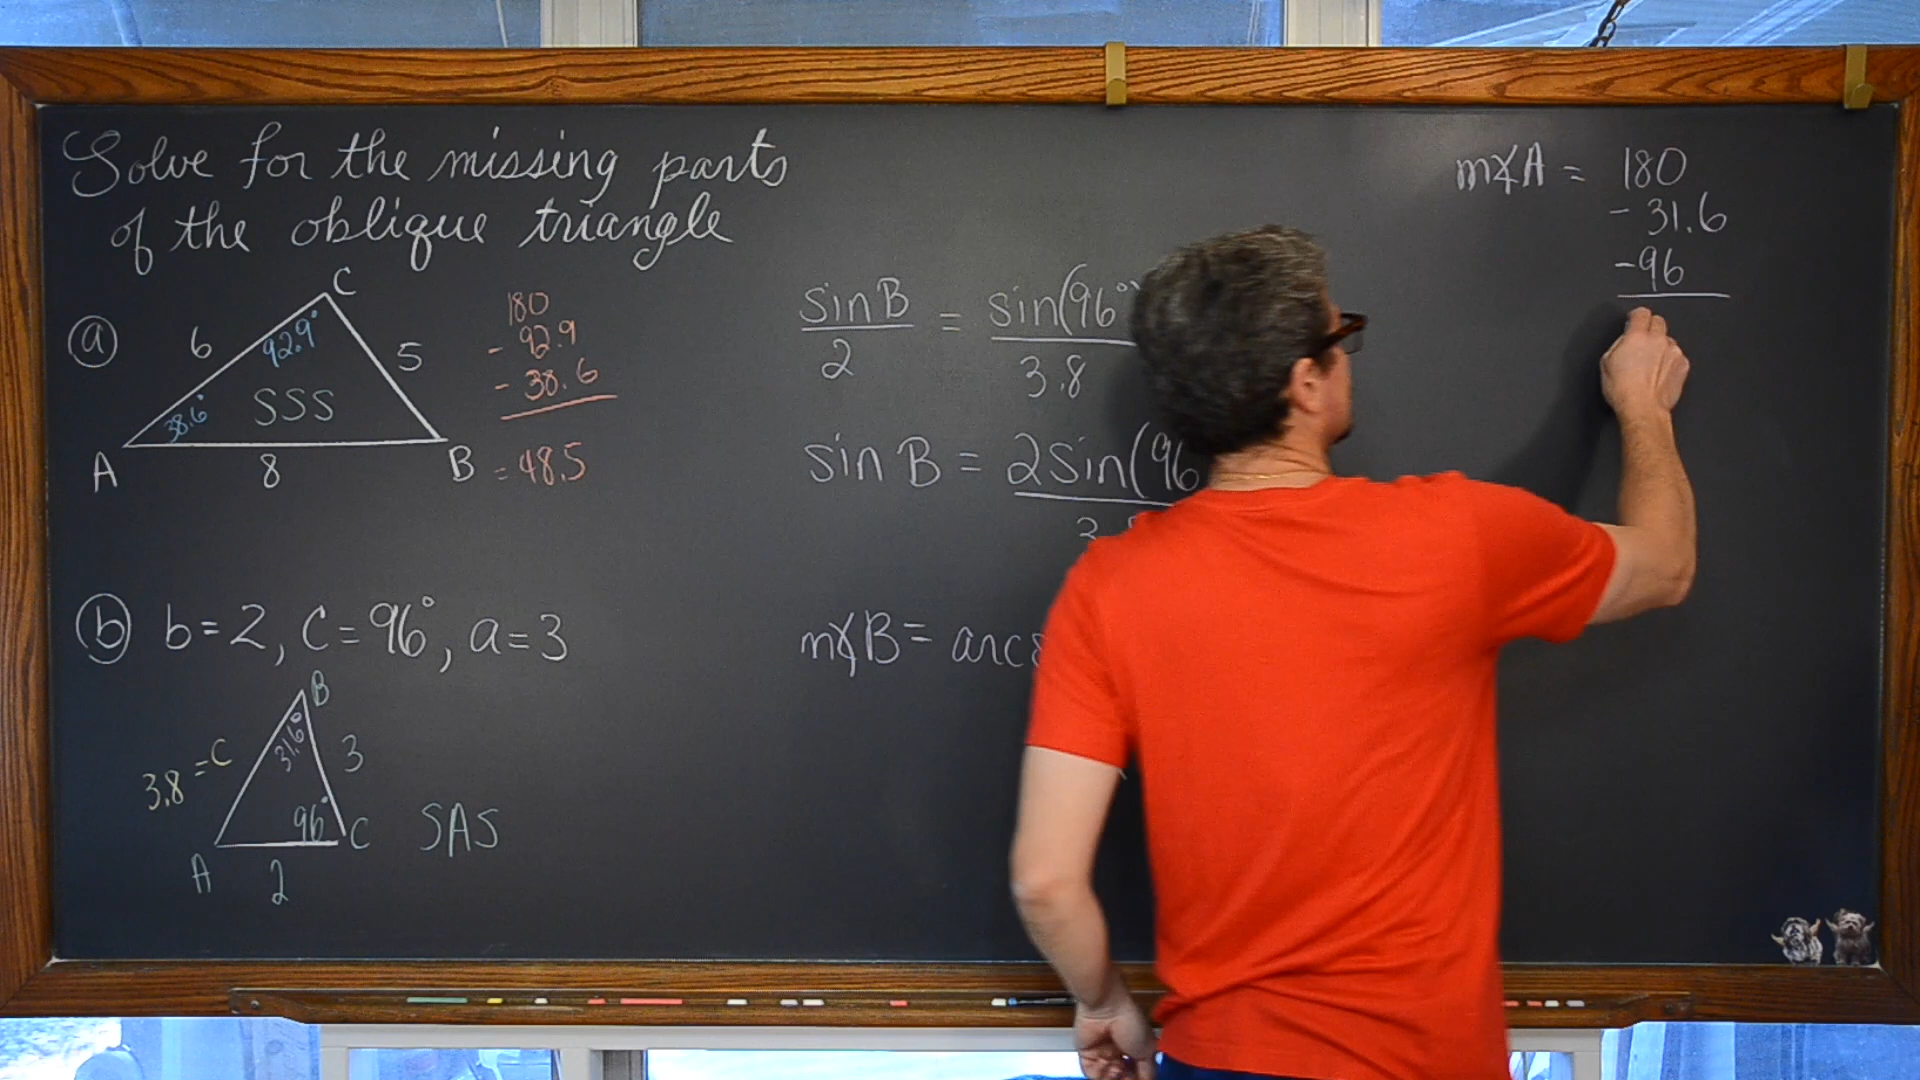 Solve for the missing parts
of the oblique triangle
ⓐ
C
6
92.9°
5
SSS
38.6°
A
8
B
180
- 92.9
- 38.6
= 48.5
ⓑ b=2, C=96°, a=3
B
31.6°
3.8 = C
3
96°
C
A
2
SAS
sin B / 2 = sin(96°) / 3.8
sin B = 2 sin(96
m∡B =
m∡A = 180
- 31.6
- 96